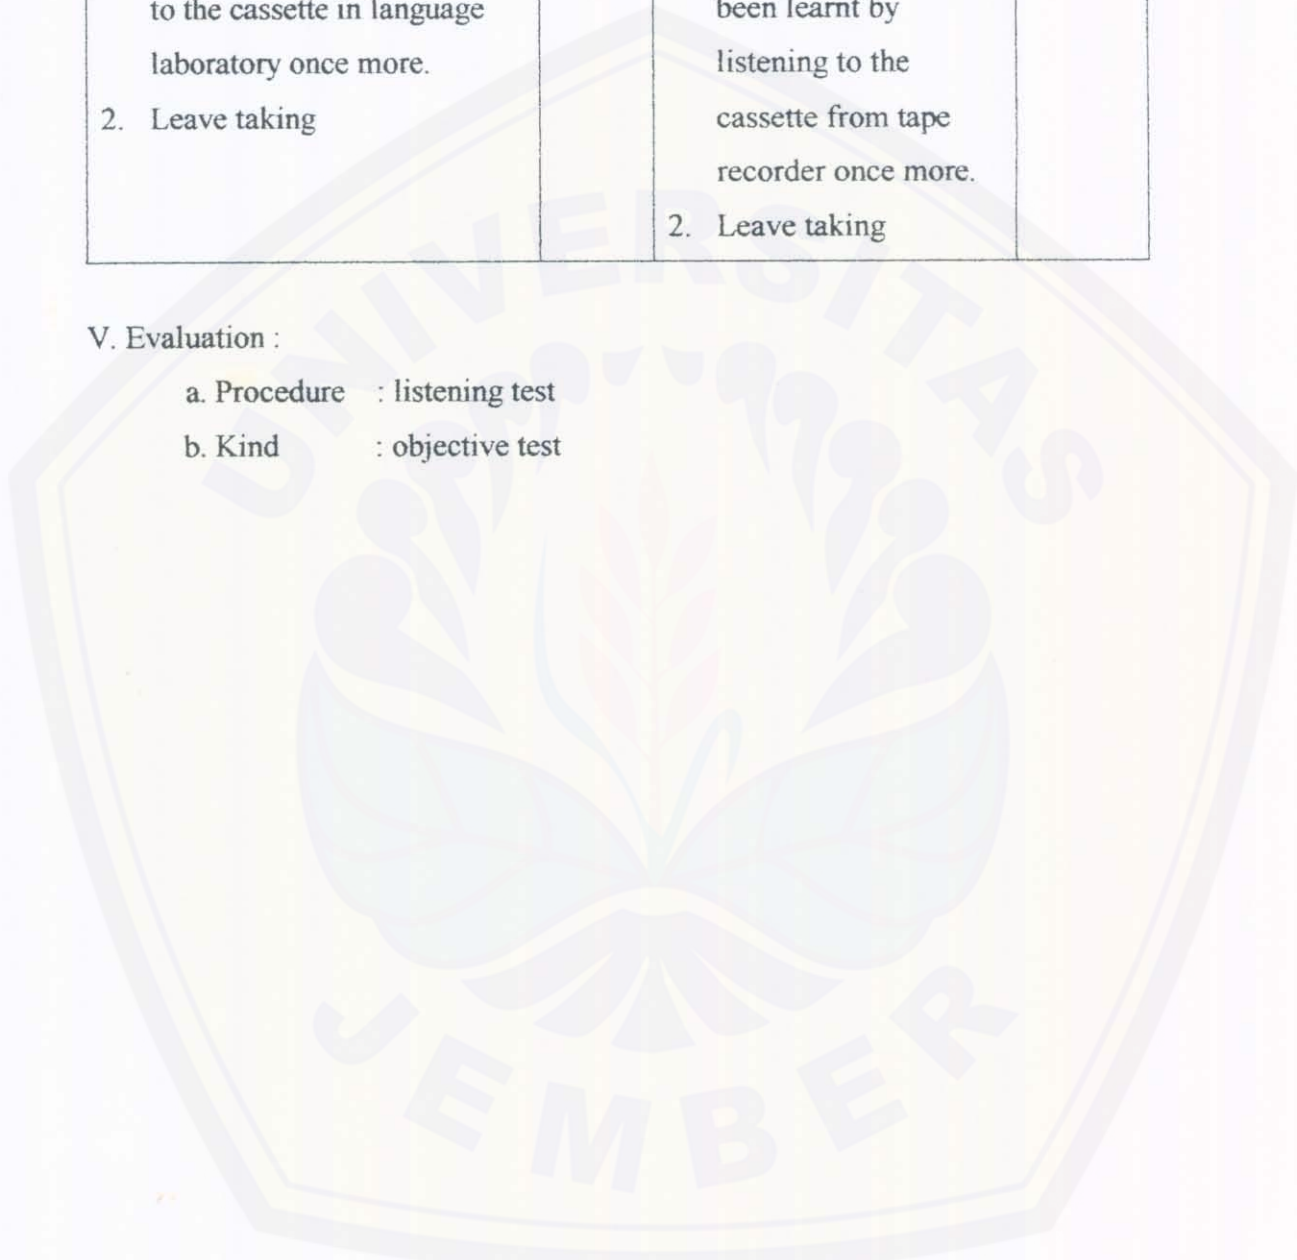 to the cassette in language
laboratory once more.
2. Leave taking
been learnt by
listening to the
cassette from tape
recorder once more.
2. Leave taking
V. Evaluation :
a. Procedure : listening test
b. Kind : objective test
UNIVERSITAS
JEMBER